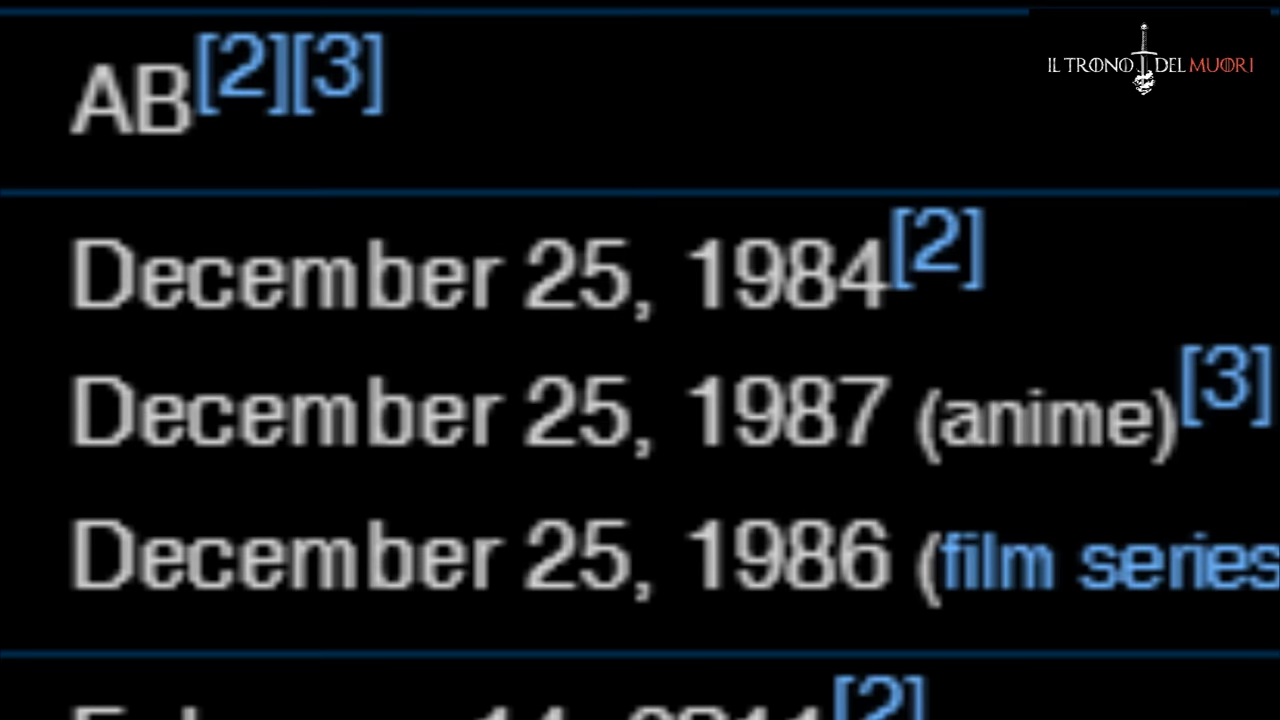 IL TRONO DEL MUORI
AB[2][3]
December 25, 1984[2]
December 25, 1987 (anime)[3]
December 25, 1986 (film series
[2]